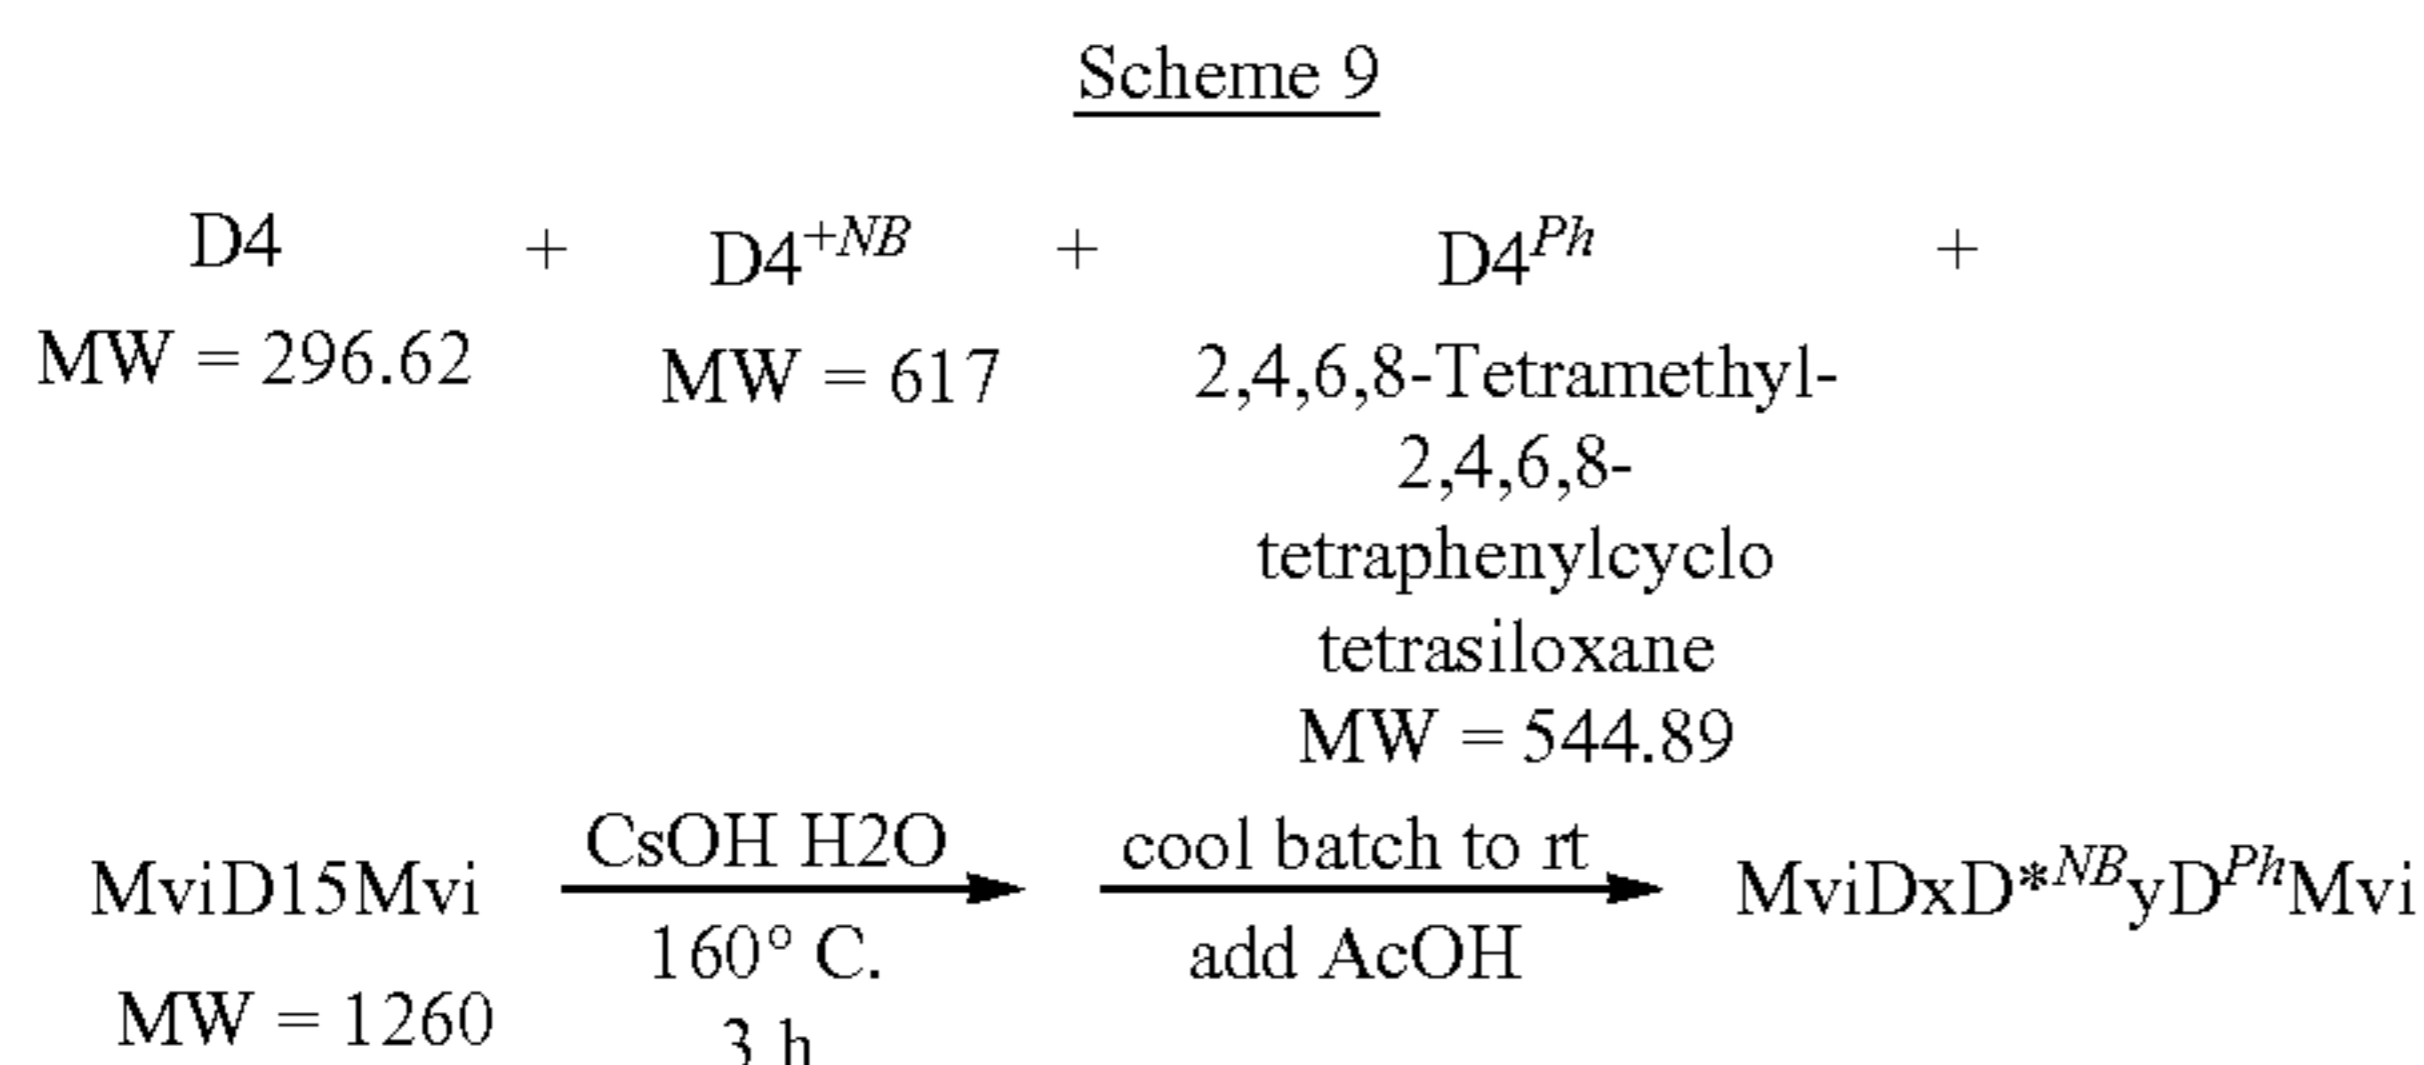 Scheme 9
D4 + D4+NB + D4Ph +
MW = 296.62 MW = 617 2,4,6,8-Tetramethyl-
2,4,6,8-
tetraphenylcyclo
tetrasiloxane
MW = 544.89
MviD15Mvi CsOH H2O cool batch to rt MviDxD*NByDPhMvi
160° C. add AcOH
MW = 1260 3 h